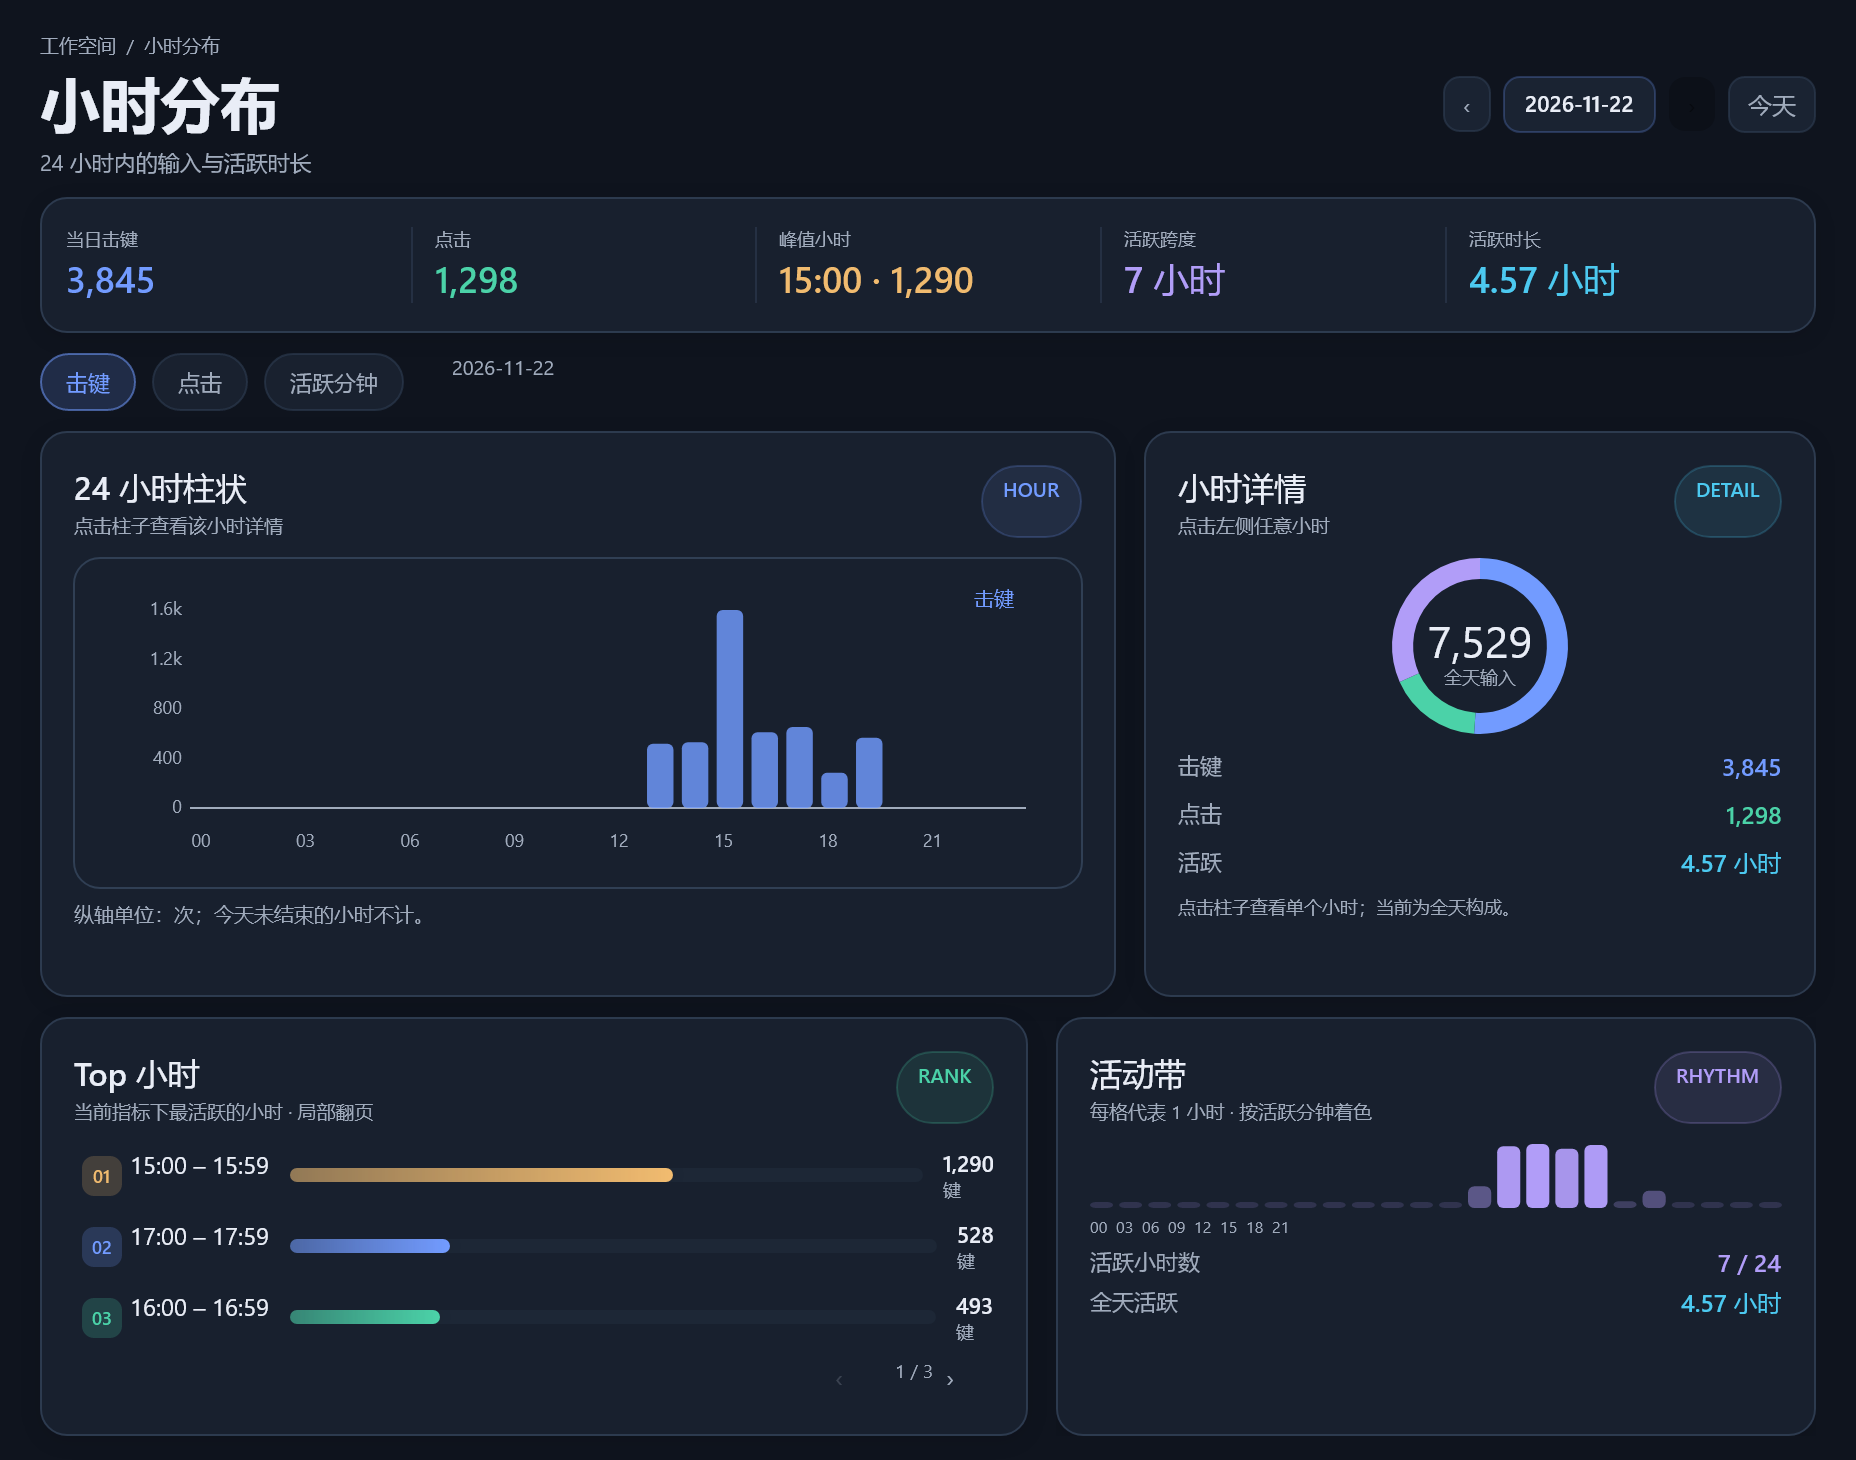 工作空间 / 小时分布
小时分布
24 小时内的输入与活跃时长
‹
2026-11-22
›
今天
当日击键
3,845
点击
1,298
峰值小时
15:00 · 1,290
活跃跨度
7 小时
活跃时长
4.57 小时
击键
点击
活跃分钟
2026-11-22
24 小时柱状
点击柱子查看该小时详情
HOUR
击键
1.6k
1.2k
800
400
0
00 03 06 09 12 15 18 21
纵轴单位：次；今天未结束的小时不计。
小时详情
点击左侧任意小时
DETAIL
7,529
全天输入
击键 3,845
点击 1,298
活跃 4.57 小时
点击柱子查看单个小时；当前为全天构成。
Top 小时
当前指标下最活跃的小时 · 局部翻页
RANK
01 15:00 – 15:59 1,290
键
02 17:00 – 17:59 528
键
03 16:00 – 16:59 493
键
‹ 1 / 3 ›
活动带
每格代表 1 小时 · 按活跃分钟着色
RHYTHM
00 03 06 09 12 15 18 21
活跃小时数 7 / 24
全天活跃 4.57 小时